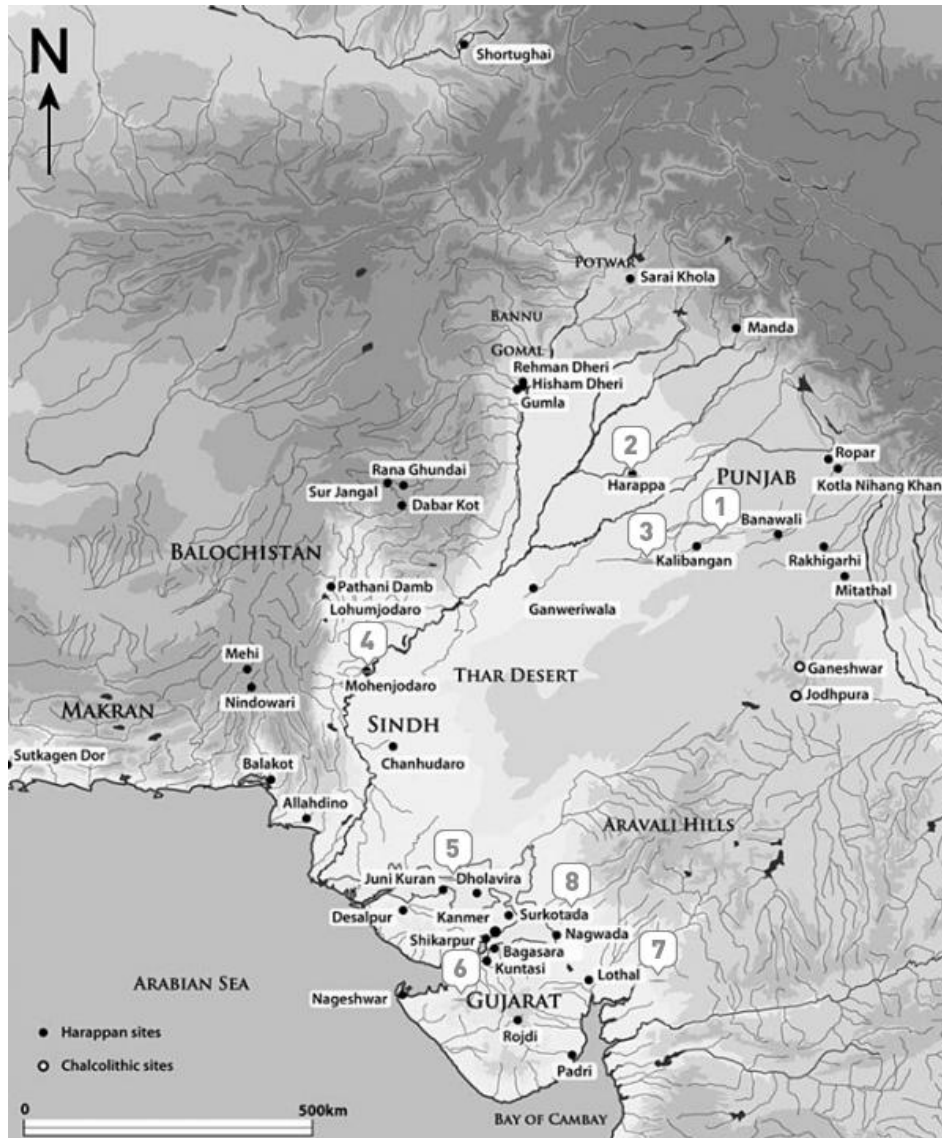 N
Shortughai
Potwar
Sarai Khola
Bannu
Manda
Gomal
Rehman Dheri
Hisham Dheri
Gumla
2
Harappa
Ropar
Punjab
Kotla Nihang Khan
Rana Ghundai
Sur Jangal
Dabar Kot
1
Banawali
3
Kalibangan
Rakhigarhi
Balochistan
Mitathal
Pathani Damb
Lohumjodaro
Ganweriwala
4
Mohenjodaro
Mehi
Nindowari
Thar Desert
Ganeshwar
Jodhpura
Makran
Sindh
Sutkagen Dor
Balakot
Chanhudaro
Allahdino
Aravali Hills
5
Juni Kuran
Dholavira
8
Desalpur
Kanmer
Surkotada
Shikarpur
Nagwada
Bagasara
Kuntasi
7
6
Lothal
Arabian Sea
Nageshwar
Gujarat
Harappan sites
Rojdi
Chalcolithic sites
Padri
0
500km
Bay of Cambay